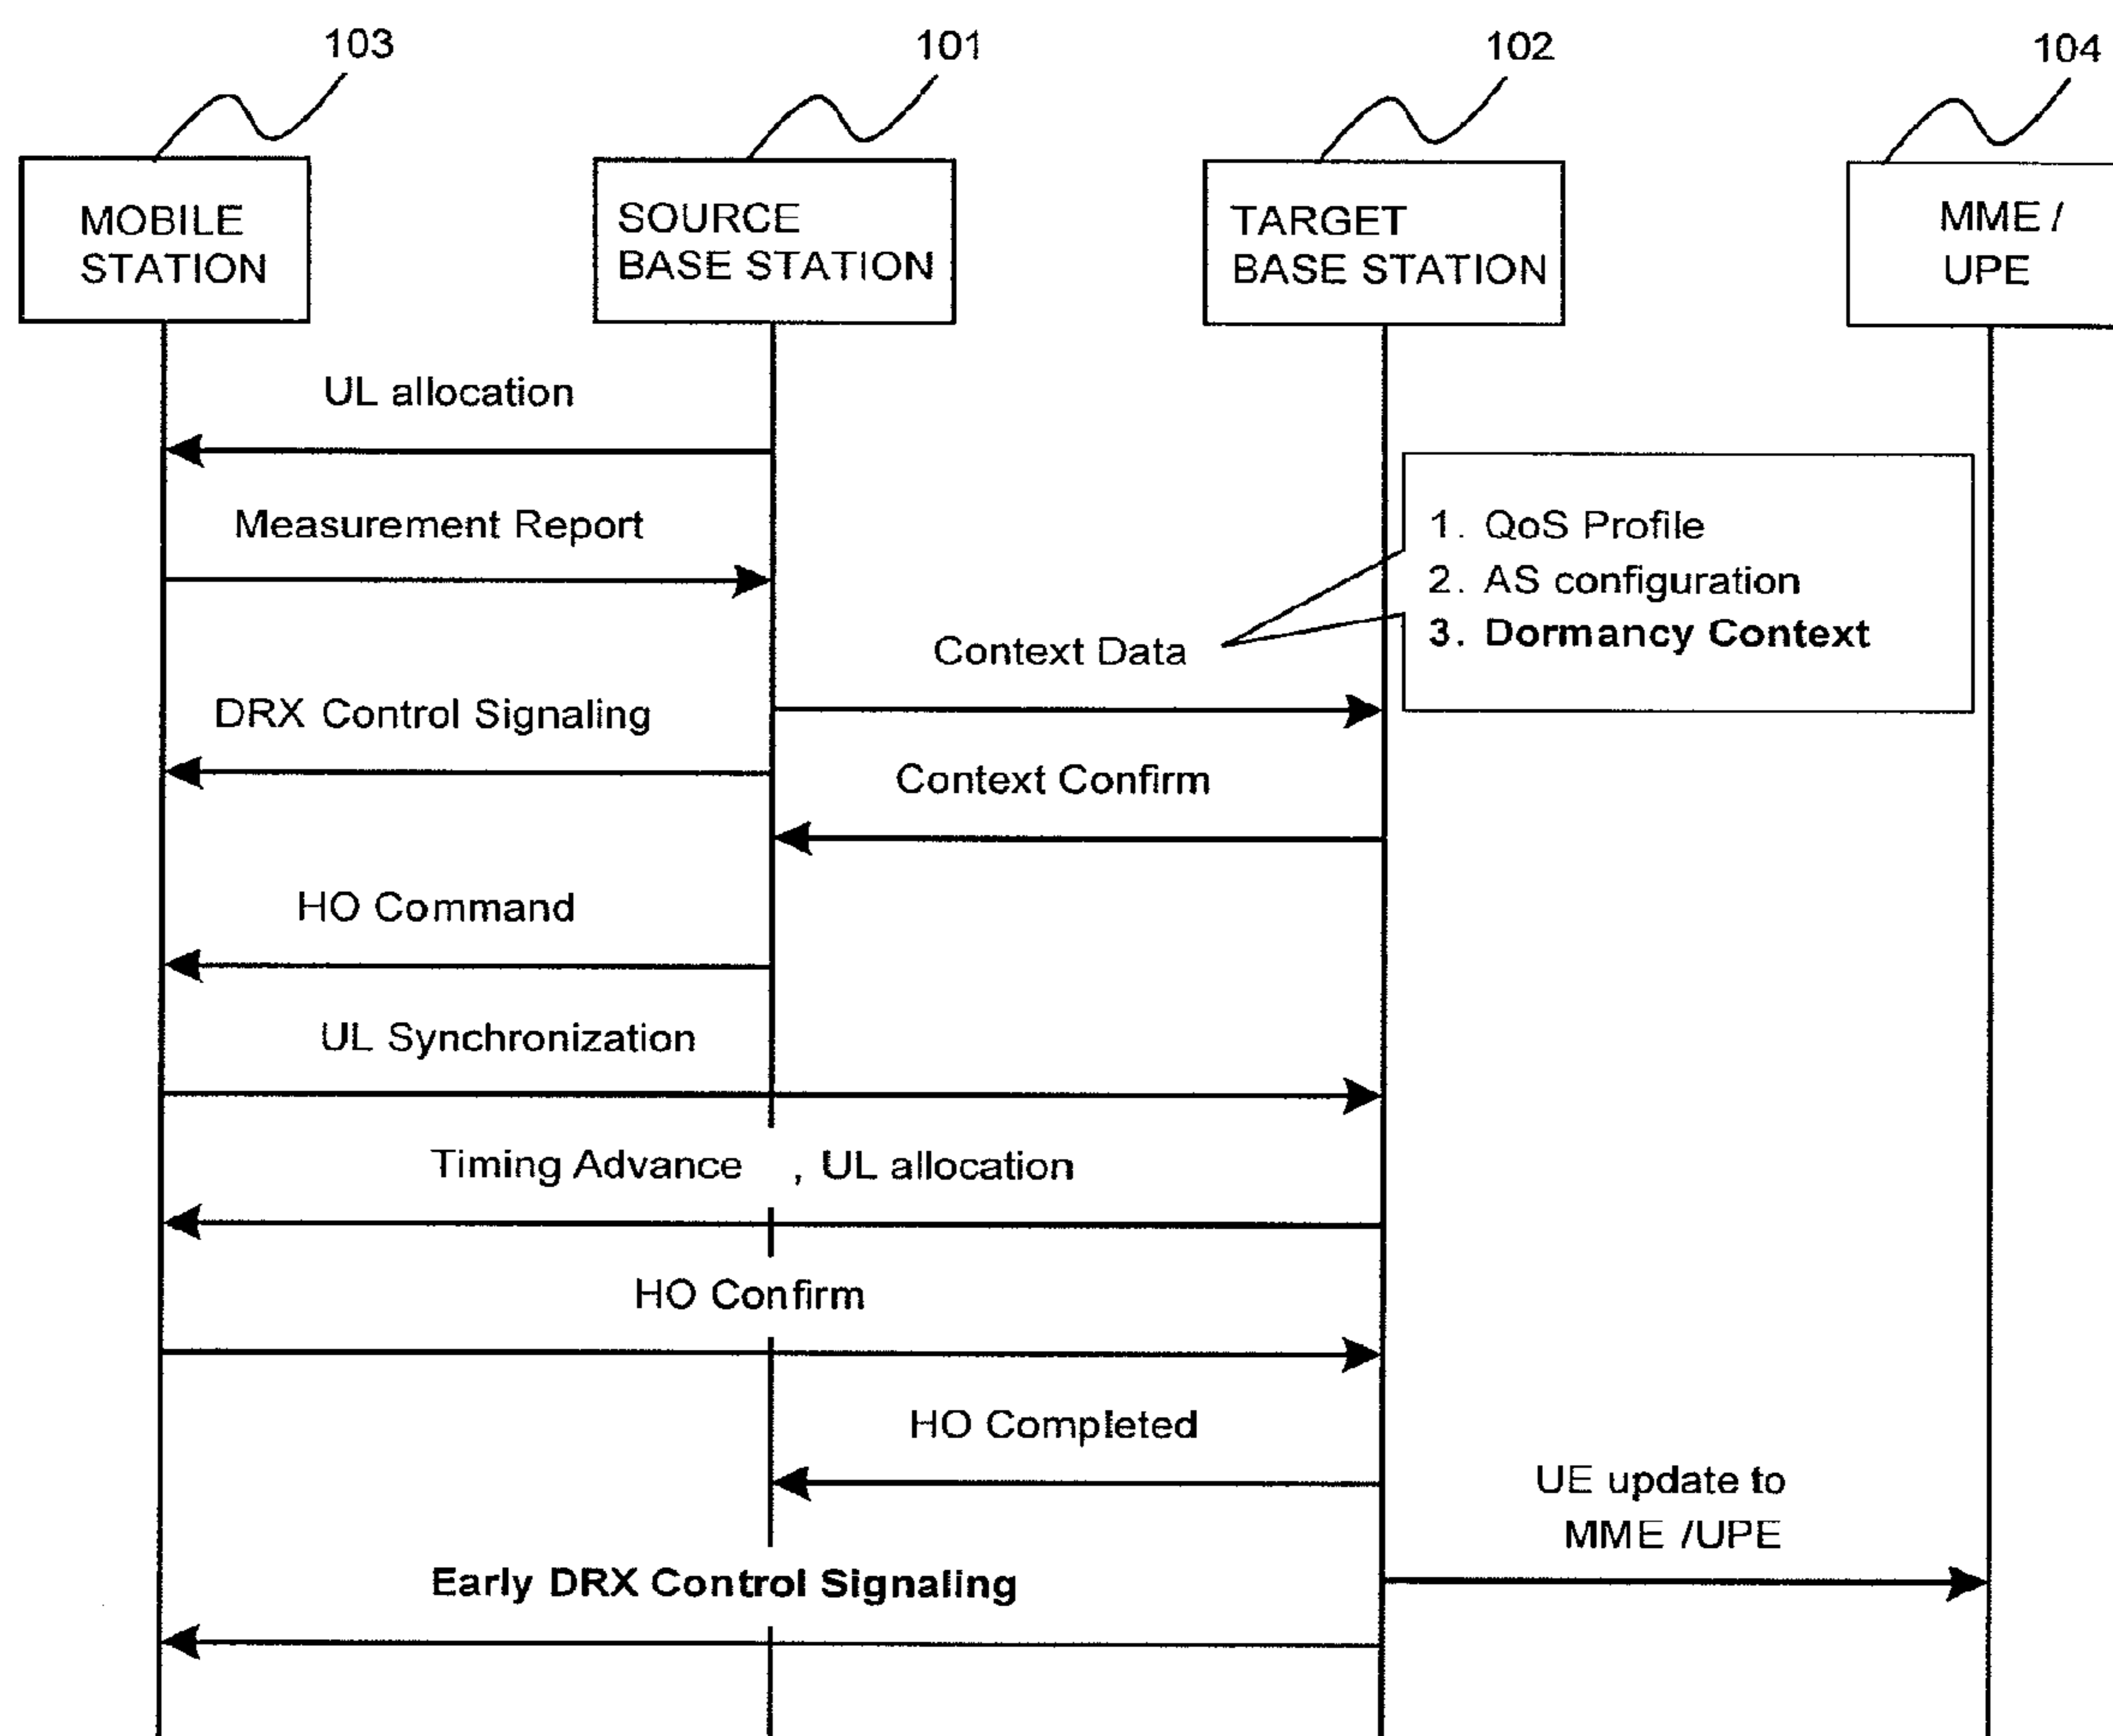 103
101
102
104
MOBILE
STATION
SOURCE
BASE STATION
TARGET
BASE STATION
MME /
UPE
UL allocation
Measurement Report
1. QoS Profile
2. AS configuration
3. Dormancy Context
Context Data
DRX Control Signaling
Context Confirm
HO Command
UL Synchronization
Timing Advance , UL allocation
HO Confirm
HO Completed
UE update to
MME /UPE
Early DRX Control Signaling